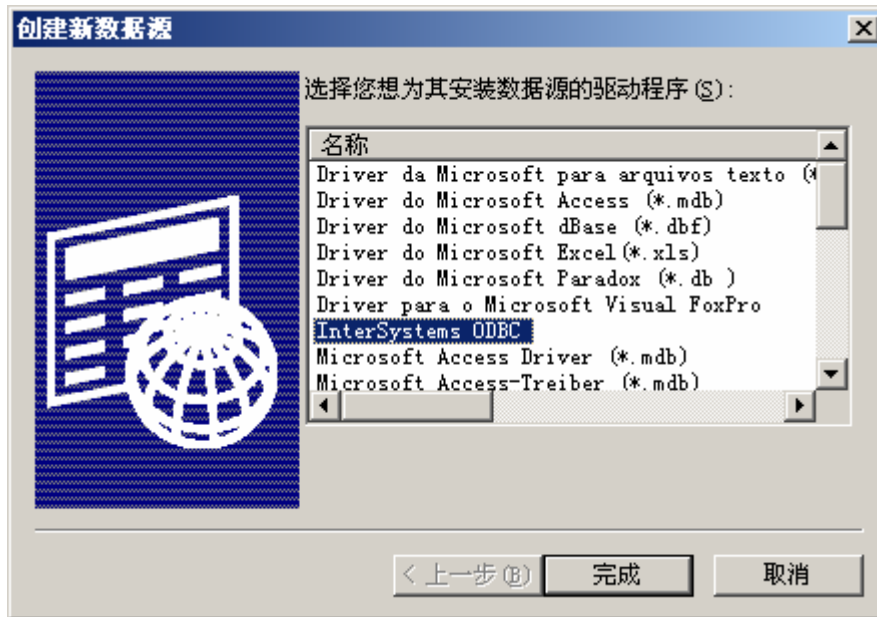 创建新数据源
选择您想为其安装数据源的驱动程序(S):
名称
Driver da Microsoft para arquivos texto (*
Driver do Microsoft Access (*.mdb)
Driver do Microsoft dBase (*.dbf)
Driver do Microsoft Excel(*.xls)
Driver do Microsoft Paradox (*.db )
Driver para o Microsoft Visual FoxPro
InterSystems ODBC
Microsoft Access Driver (*.mdb)
Microsoft Access-Treiber (*.mdb)
< 上一步(B) 完成 取消